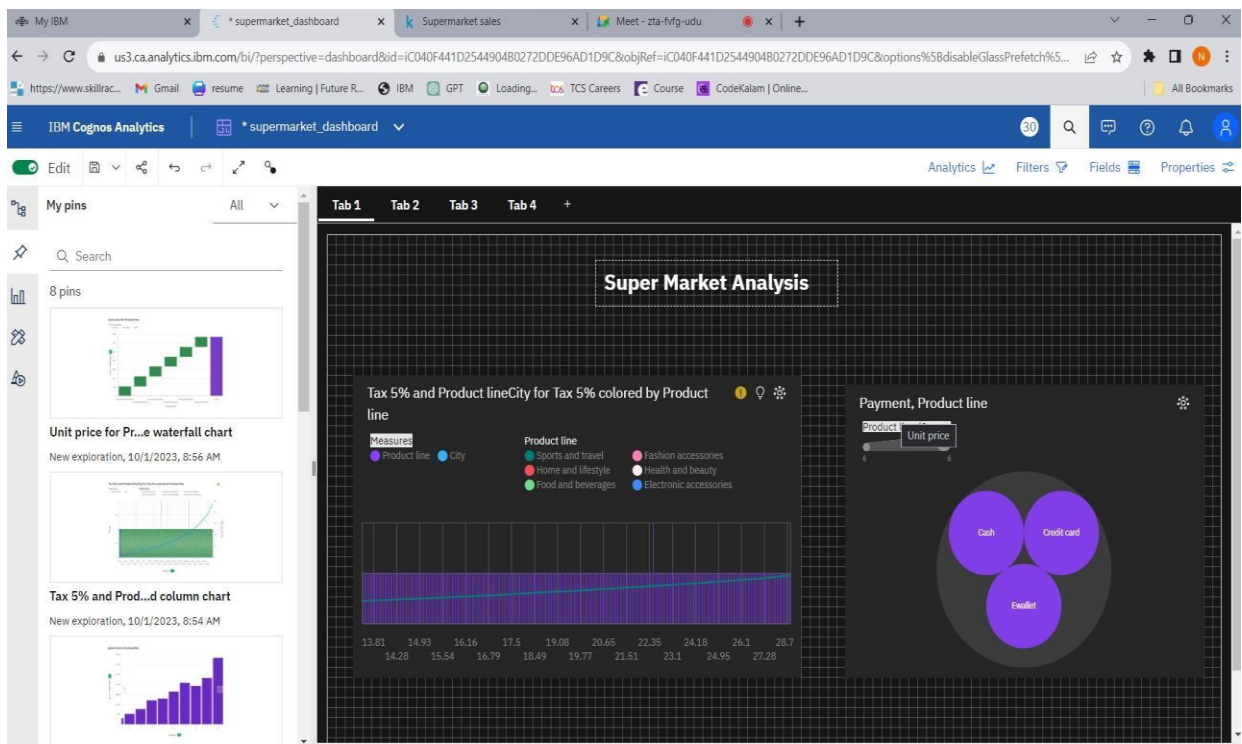 My IBM
* supermarket_dashboard
Supermarket sales
Meet - zta-fvfg-udu
us3.ca.analytics.ibm.com/bi/?perspective=dashboard&id=iC040F441D2544904B0272DDE96AD1D9C&objRef=iC040F441D2544904B0272DDE96AD1D9C&options%5BdisableGlassPrefetch%5...
N
https://www.skillrac... Gmail resume Learning | Future R... IBM GPT Loading... TCS Careers Course CodeKalam | Online... All Bookmarks
IBM Cognos Analytics * supermarket_dashboard 30
Edit Analytics Filters Fields Properties
My pins All
Search
8 pins
Unit price for Pr...e waterfall chart
New exploration, 10/1/2023, 8:56 AM
Tax 5% and Prod...d column chart
New exploration, 10/1/2023, 8:54 AM
Tab 1 Tab 2 Tab 3 Tab 4 +
Super Market Analysis
Tax 5% and Product lineCity for Tax 5% colored by Product
line
Measures Product line
Product line City Sports and travel Fashion accessories
Home and lifestyle Health and beauty
Food and beverages Electronic accessories
13.81 14.93 16.16 17.5 19.08 20.65 22.35 24.18 26.1 28.7
14.28 15.54 16.79 18.49 19.77 21.51 23.1 24.95 27.28
Payment, Product line
Product
Unit price
6 6
Cash Credit card
Ewallet